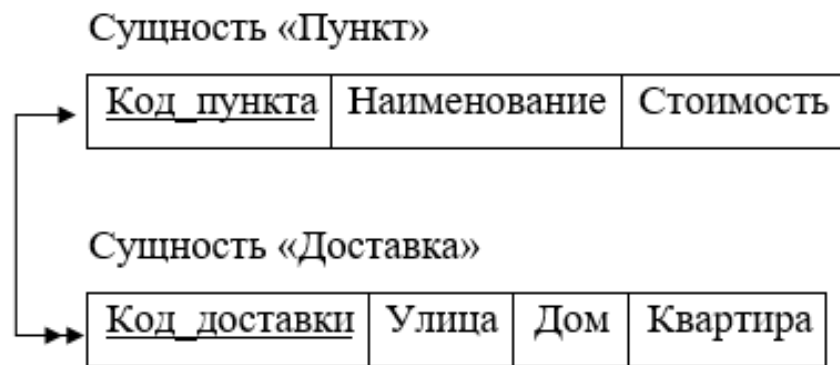 Сущность «Пункт»
Код_пункта Наименование Стоимость
Сущность «Доставка»
Код_доставки Улица Дом Квартира